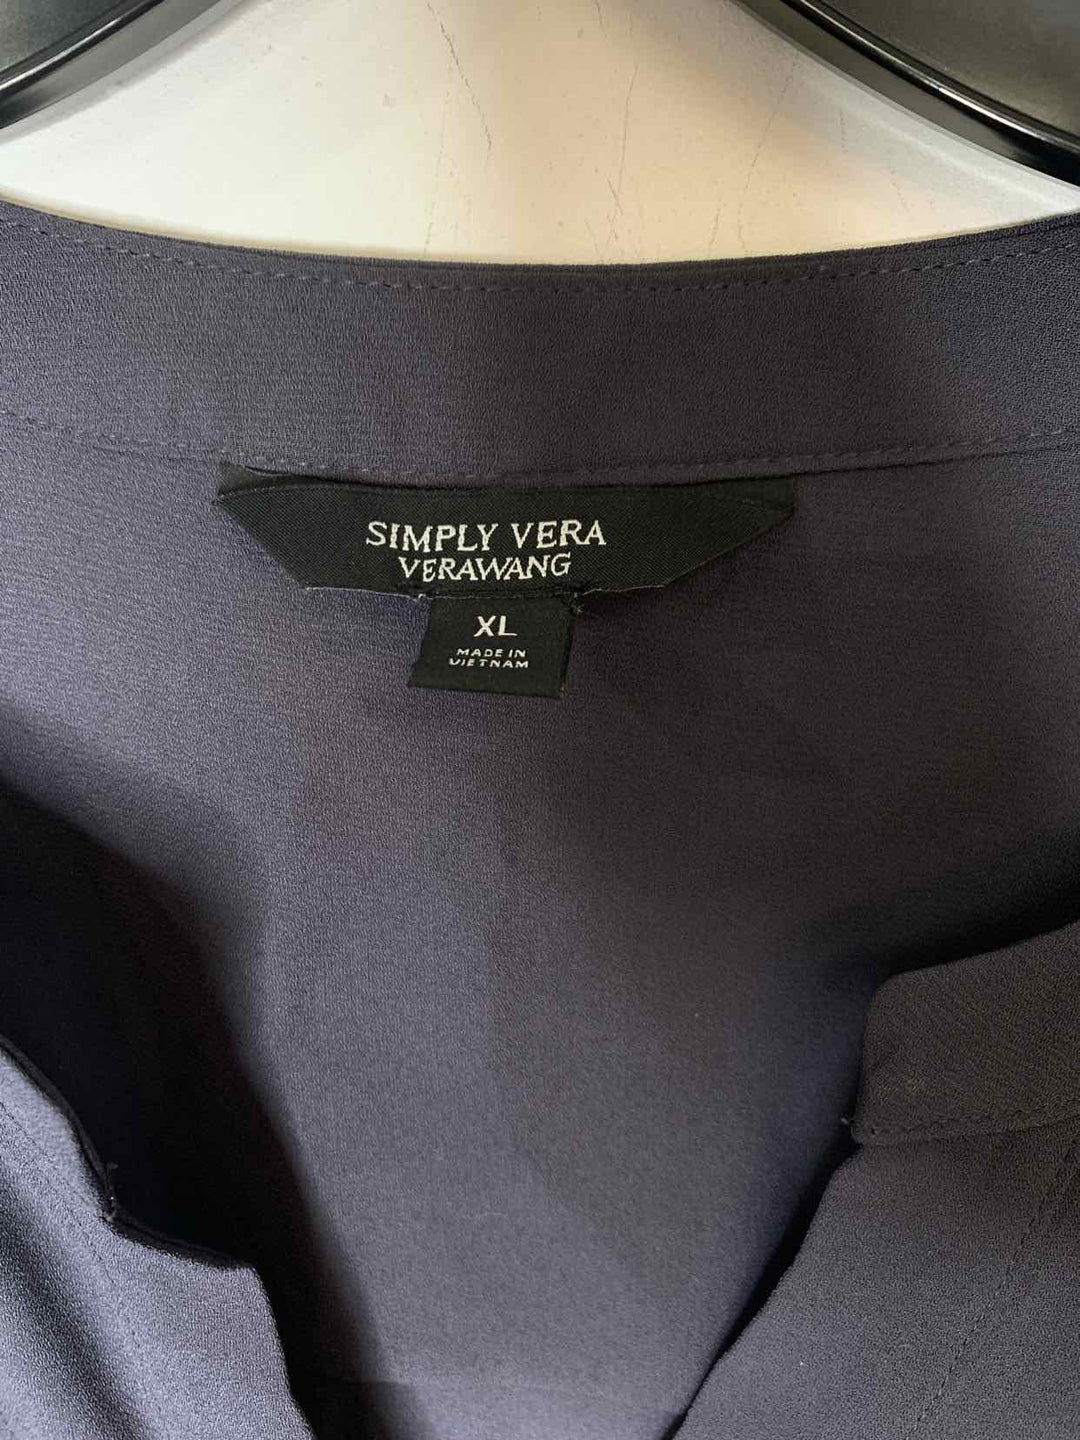 SIMPLY VERA
VERAWANG
XL
MADE IN
VIETNAM